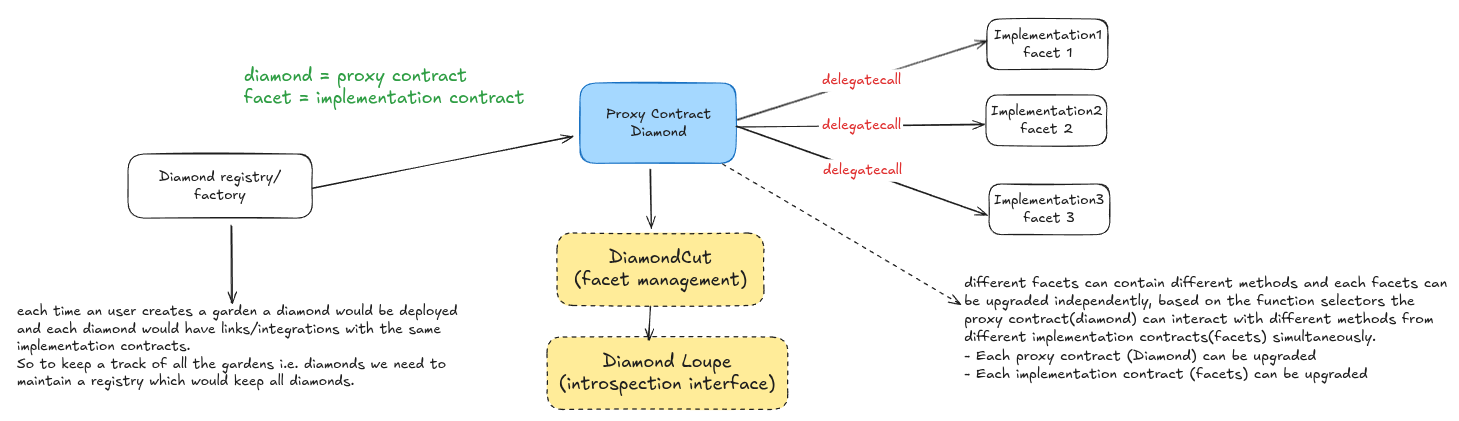 diamond = proxy contract
facet = implementation contract
Diamond registry/
factory
each time an user creates a garden a diamond would be deployed
and each diamond would have links/integrations with the same
implementation contracts.
So to keep a track of all the gardens i.e. diamonds we need to
maintain a registry which would keep all diamonds.
Proxy Contract
Diamond
DiamondCut
(facet management)
Diamond Loupe
(introspection interface)
delegatecall
delegatecall
delegatecall
Implementation1
facet 1
Implementation2
facet 2
Implementation3
facet 3
different facets can contain different methods and each facets can
be upgraded independently, based on the function selectors the
proxy contract(diamond) can interact with different methods from
different implementation contracts(facets) simultaneously.
- Each proxy contract (Diamond) can be upgraded
- Each implementation contract (facets) can be upgraded